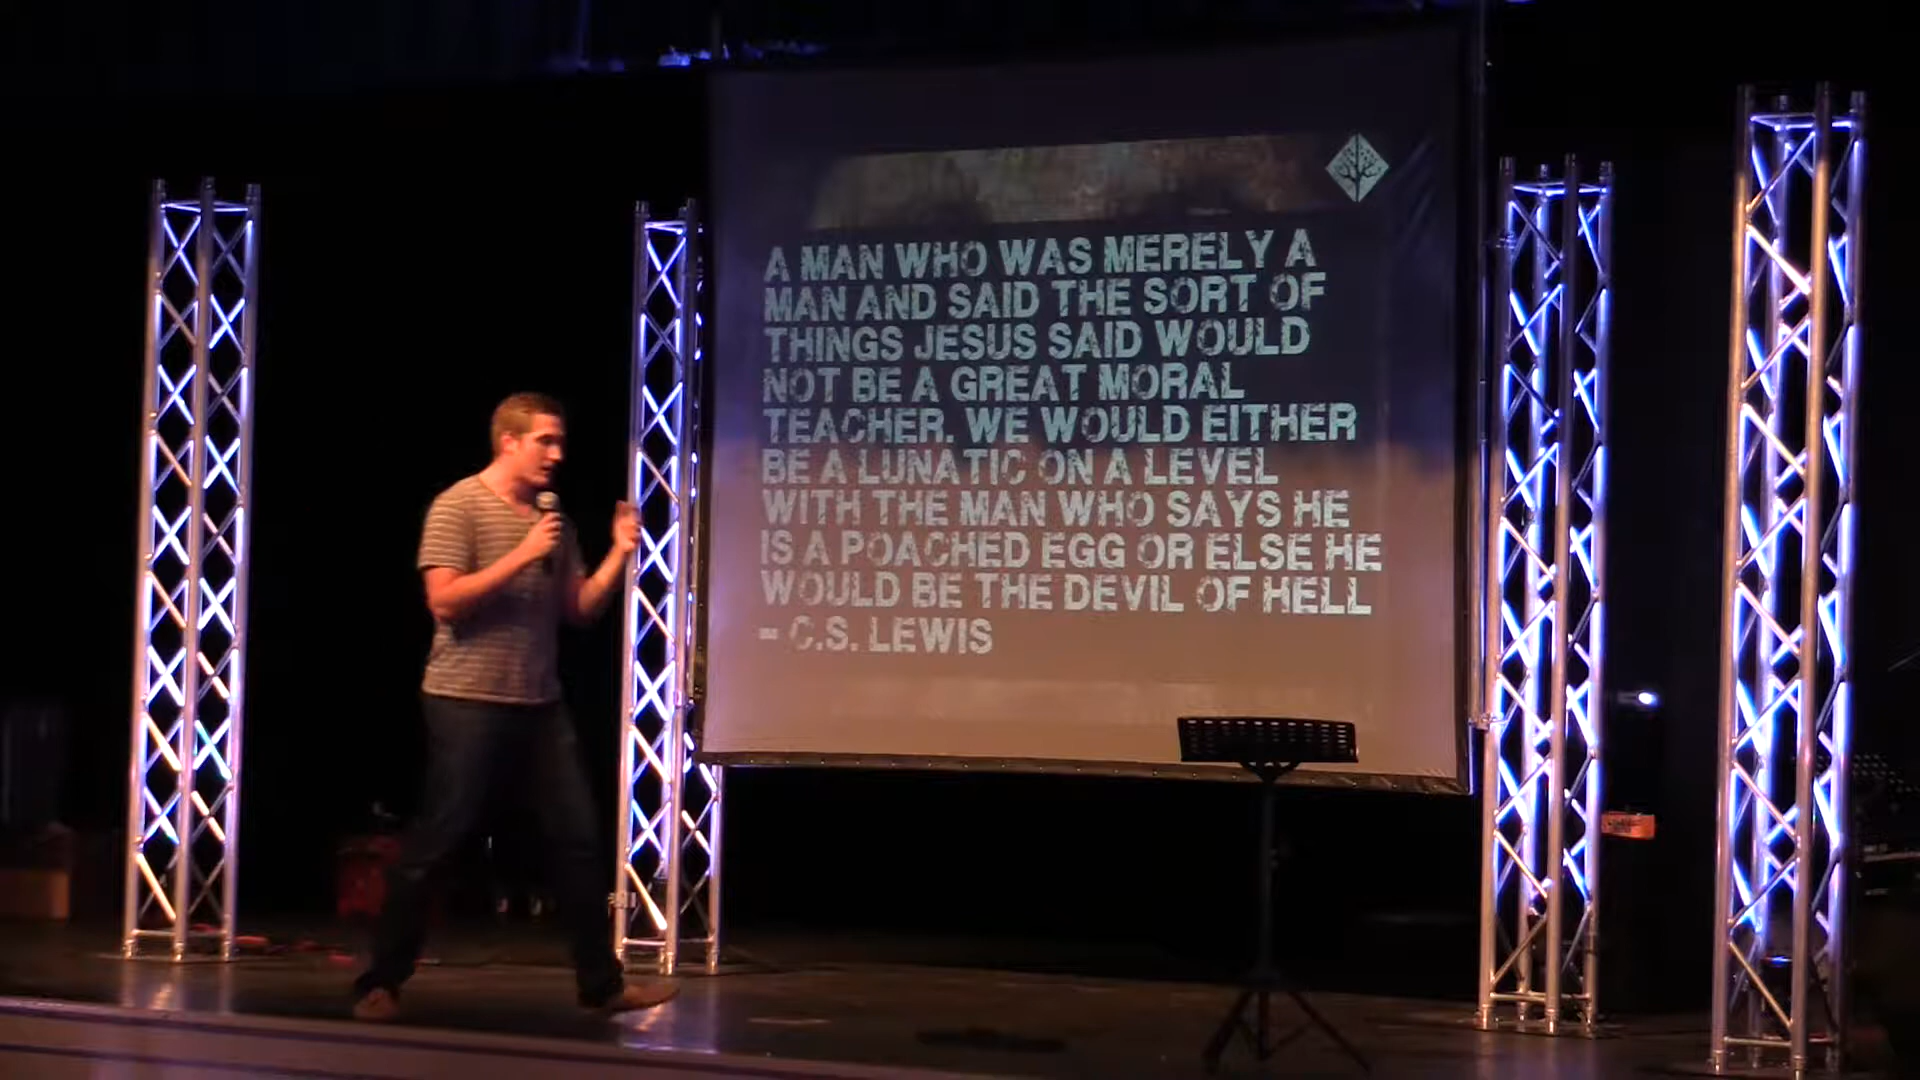 A MAN WHO WAS MERELY A
MAN AND SAID THE SORT OF
THINGS JESUS SAID WOULD
NOT BE A GREAT MORAL
TEACHER. WE WOULD EITHER
BE A LUNATIC ON A LEVEL
WITH THE MAN WHO SAYS HE
IS A POACHED EGG OR ELSE HE
WOULD BE THE DEVIL OF HELL
- C.S. LEWIS